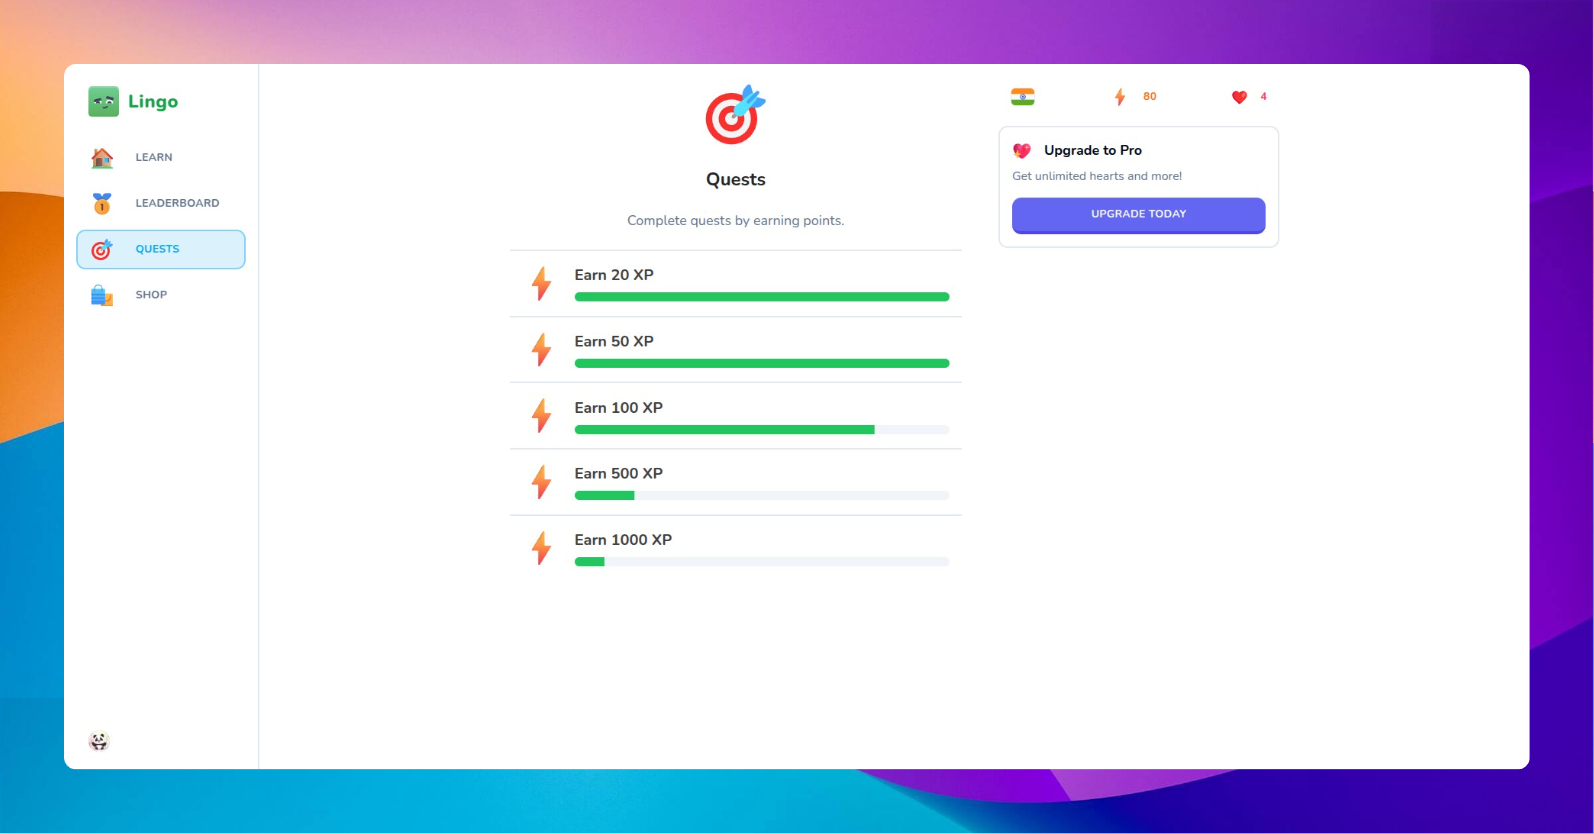 Lingo
LEARN
LEADERBOARD
QUESTS
SHOP
Quests
Complete quests by earning points.
Earn 20 XP
Earn 50 XP
Earn 100 XP
Earn 500 XP
Earn 1000 XP
80
4
Upgrade to Pro
Get unlimited hearts and more!
UPGRADE TODAY